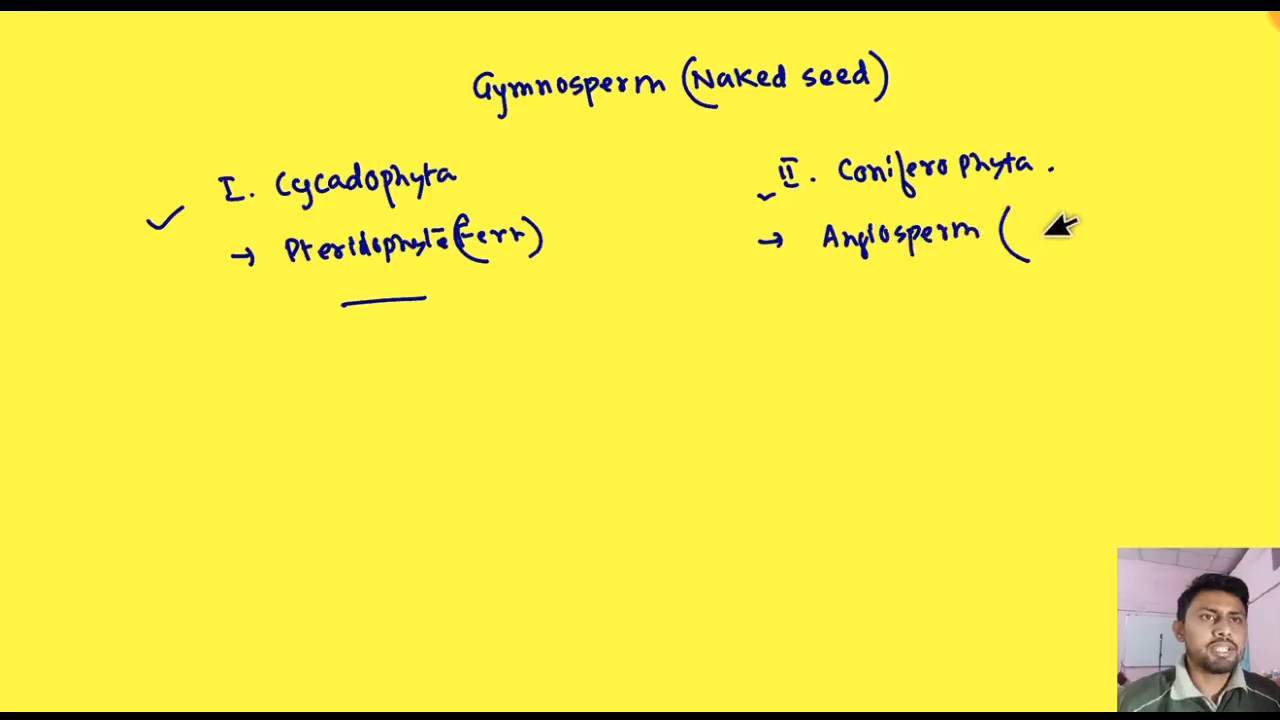 Gymnosperm (Naked seed)
I. Cycadophyta
→ Pteridophyte (Fern)
II. Coniferophyta.
→ Angiosperm (